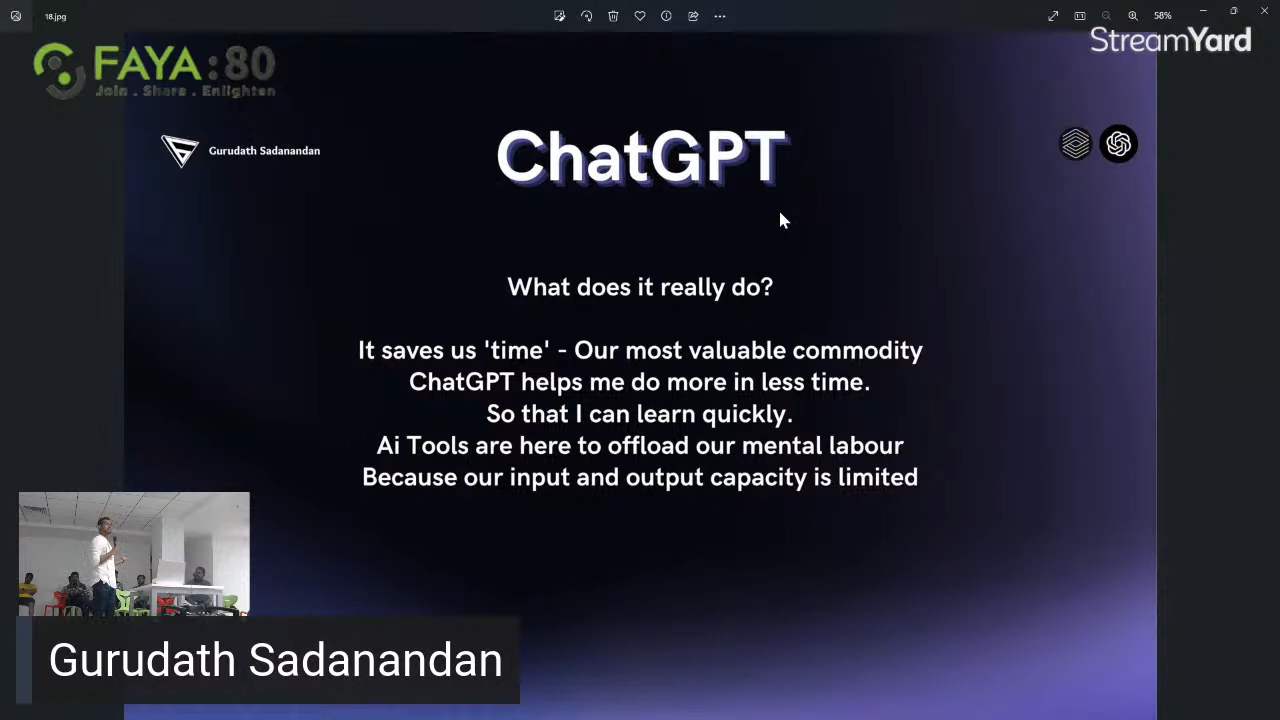 18.jpg
58%
StreamYard
FAYA:80
Join . Share . Enlighten
Gurudath Sadanandan
ChatGPT
What does it really do?
It saves us 'time' - Our most valuable commodity
ChatGPT helps me do more in less time.
So that I can learn quickly.
Ai Tools are here to offload our mental labour
Because our input and output capacity is limited
Gurudath Sadanandan